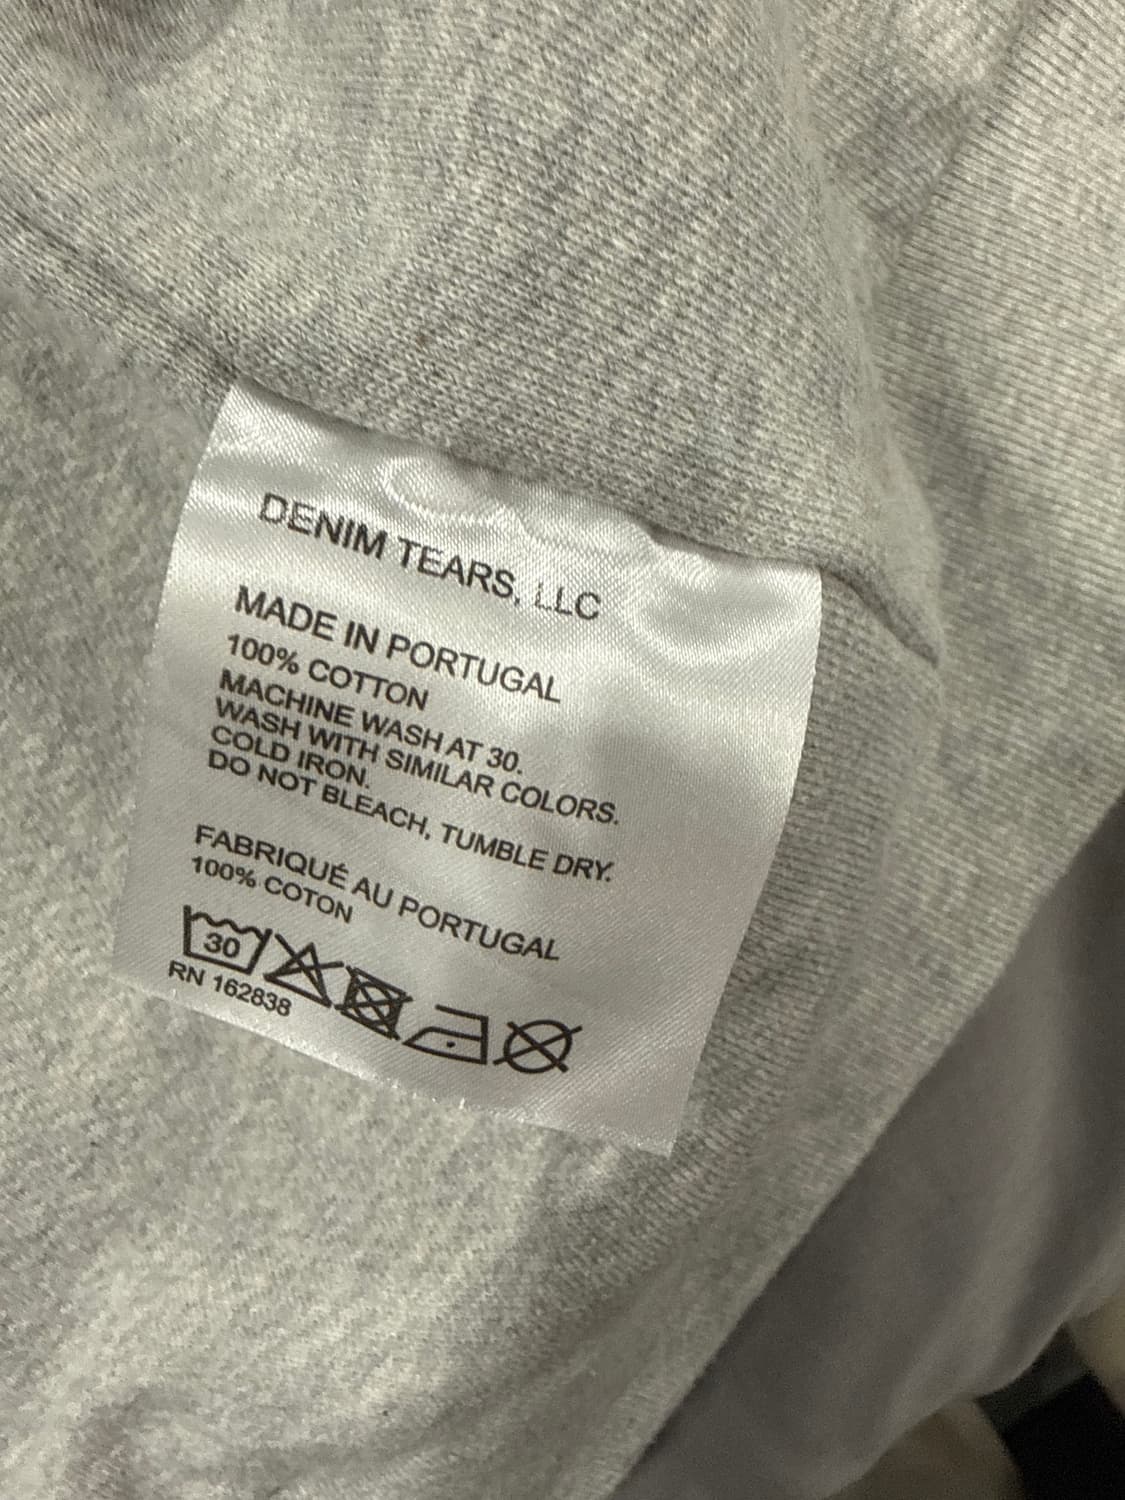 DENIM TEARS, LLC
MADE IN PORTUGAL
100% COTTON
MACHINE WASH AT 30.
WASH WITH SIMILAR COLORS.
COLD IRON.
DO NOT BLEACH, TUMBLE DRY.
FABRIQUÉ AU PORTUGAL
100% COTON
30
RN 162838